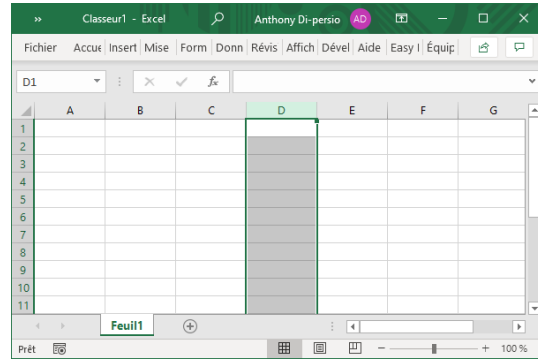 » Classeur1 - Excel Anthony Di-persio AD
Fichier Accue Insert Mise Form Donn Révis Affich Dével Aide Easy I Équip
D1 fx
A B C D E F G
1
2
3
4
5
6
7
8
9
10
11
Feuil1
Prêt 100 %